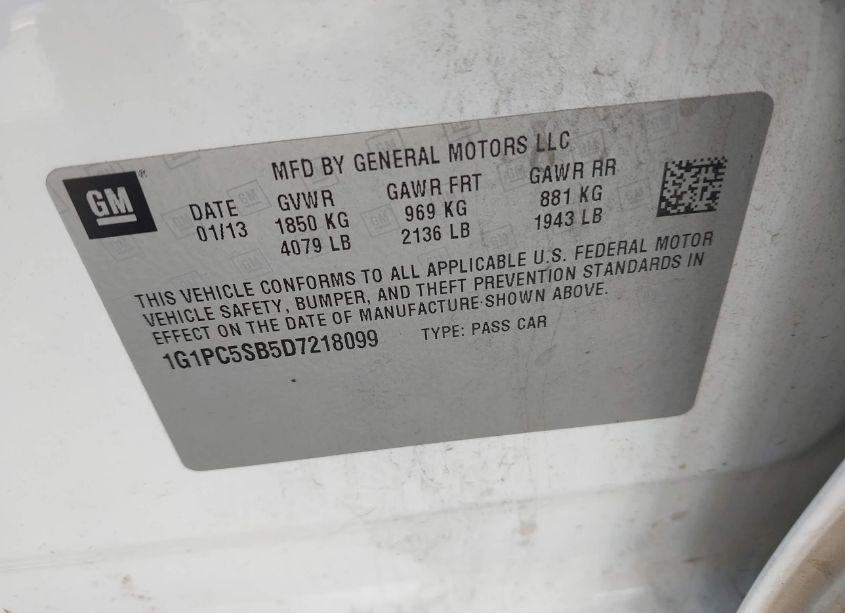 GM ®
MFD BY GENERAL MOTORS LLC
DATE GVWR GAWR FRT GAWR RR
01/13 1850 KG 969 KG 881 KG
4079 LB 2136 LB 1943 LB
THIS VEHICLE CONFORMS TO ALL APPLICABLE U.S. FEDERAL MOTOR
VEHICLE SAFETY, BUMPER, AND THEFT PREVENTION STANDARDS IN
EFFECT ON THE DATE OF MANUFACTURE SHOWN ABOVE.
1G1PC5SB5D7218099 TYPE: PASS CAR